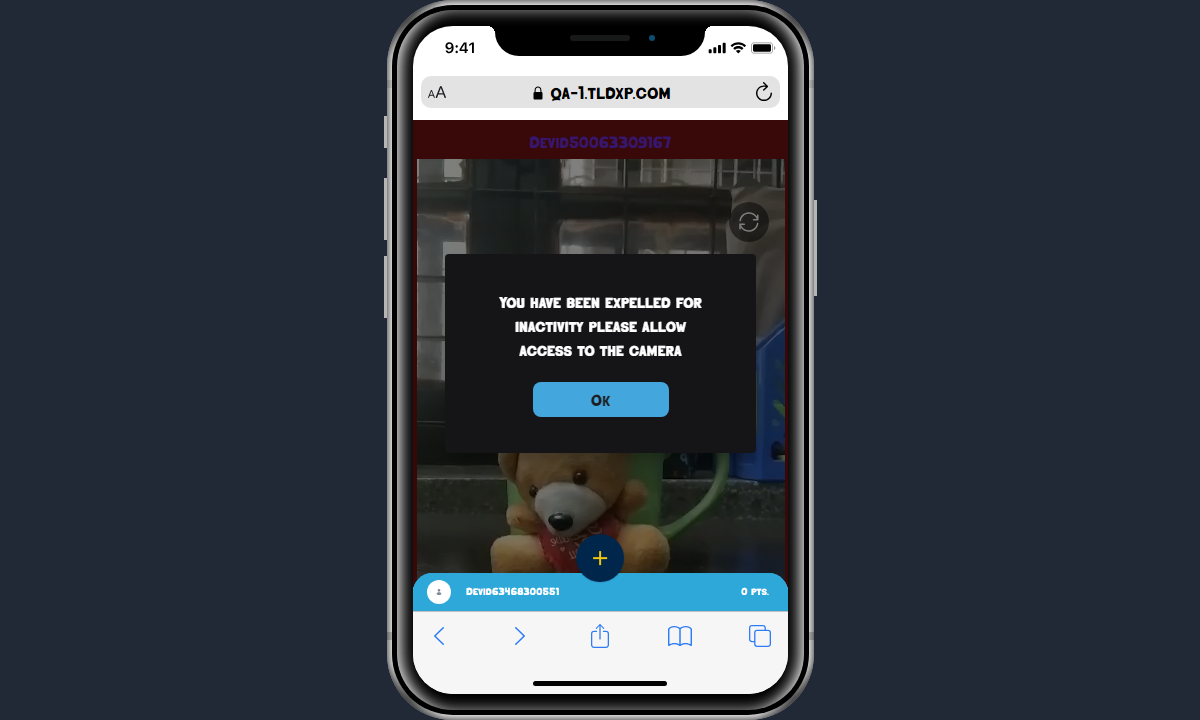 9:41
AA
QA-1.TLDXP.COM
DEVID50063309167
YOU HAVE BEEN EXPELLED FOR
INACTIVITY PLEASE ALLOW
ACCESS TO THE CAMERA
OK
DEVID63468300551
0 PTS.